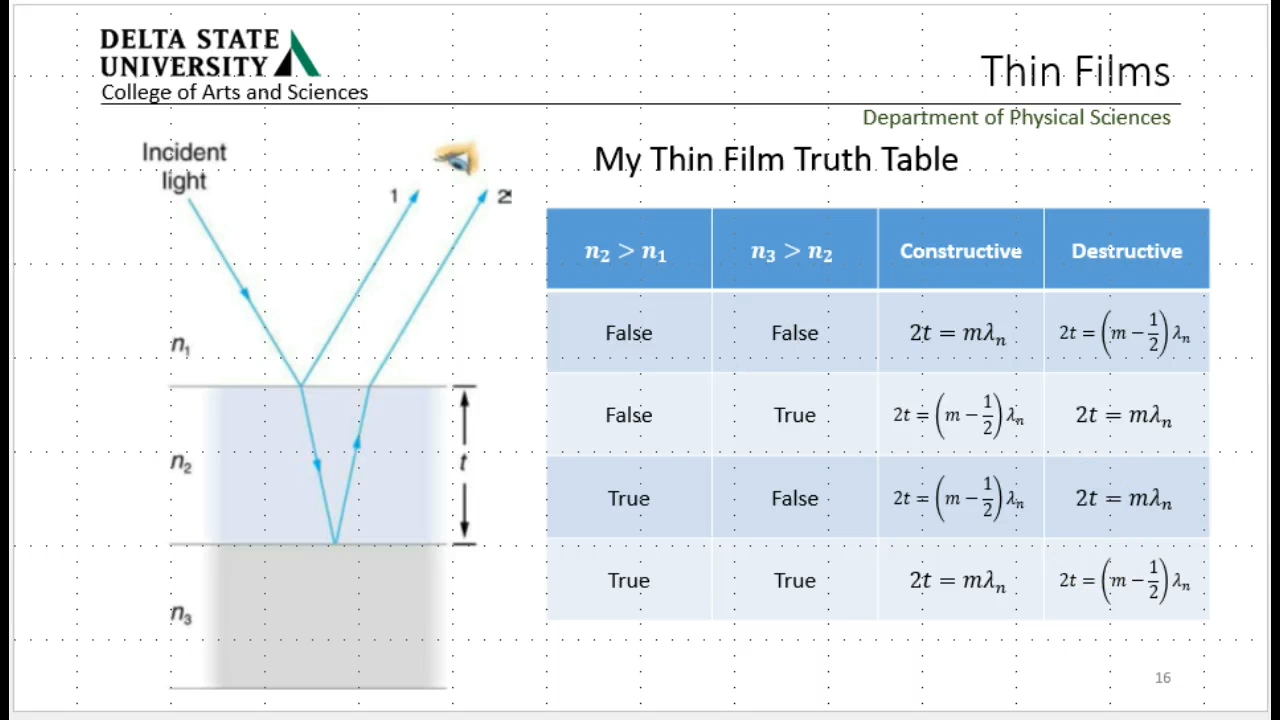 DELTA STATE
UNIVERSITY
College of Arts and Sciences
Thin Films
Department of Physical Sciences
Incident
light
1
2
n₁
n₂
t
n₃
My Thin Film Truth Table
n₂ > n₁ n₃ > n₂ Constructive Destructive
False False 2t = mλₙ 2t = (m − 1/2) λₙ
False True 2t = (m − 1/2) λₙ 2t = mλₙ
True False 2t = (m − 1/2) λₙ 2t = mλₙ
True True 2t = mλₙ 2t = (m − 1/2) λₙ
16